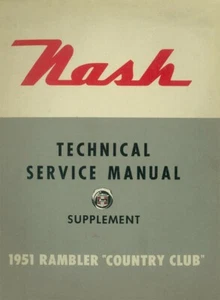 Nash
TECHNICAL
SERVICE MANUAL
SUPPLEMENT
1951 RAMBLER "COUNTRY CLUB"